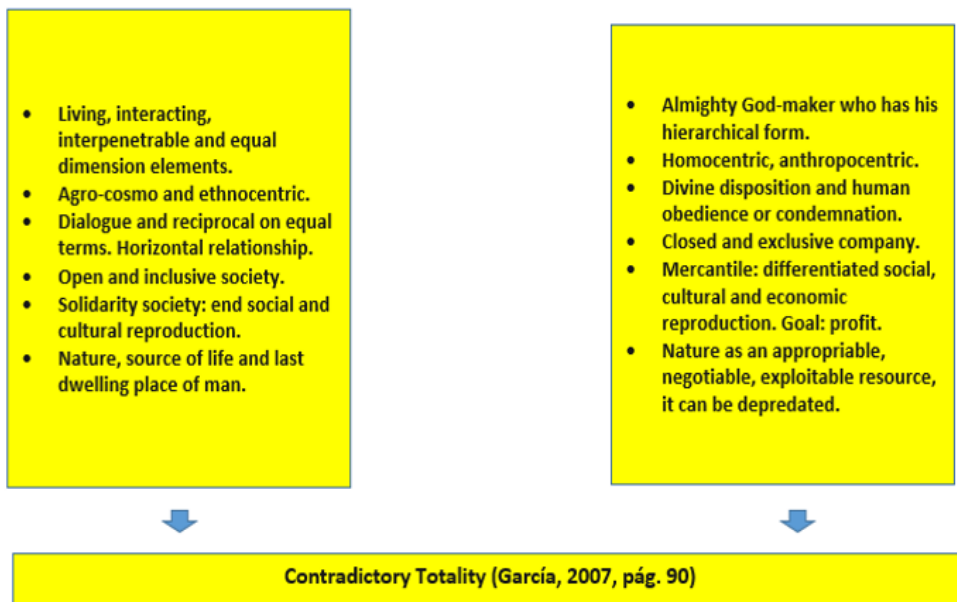 • Living, interacting,
interpenetrable and equal
dimension elements.
• Agro-cosmo and ethnocentric.
• Dialogue and reciprocal on equal
terms. Horizontal relationship.
• Open and inclusive society.
• Solidarity society: end social and
cultural reproduction.
• Nature, source of life and last
dwelling place of man.
• Almighty God-maker who has his
hierarchical form.
• Homocentric, anthropocentric.
• Divine disposition and human
obedience or condemnation.
• Closed and exclusive company.
• Mercantile: differentiated social,
cultural and economic
reproduction. Goal: profit.
• Nature as an appropriable,
negotiable, exploitable resource,
it can be depredated.
Contradictory Totality (García, 2007, pág. 90)